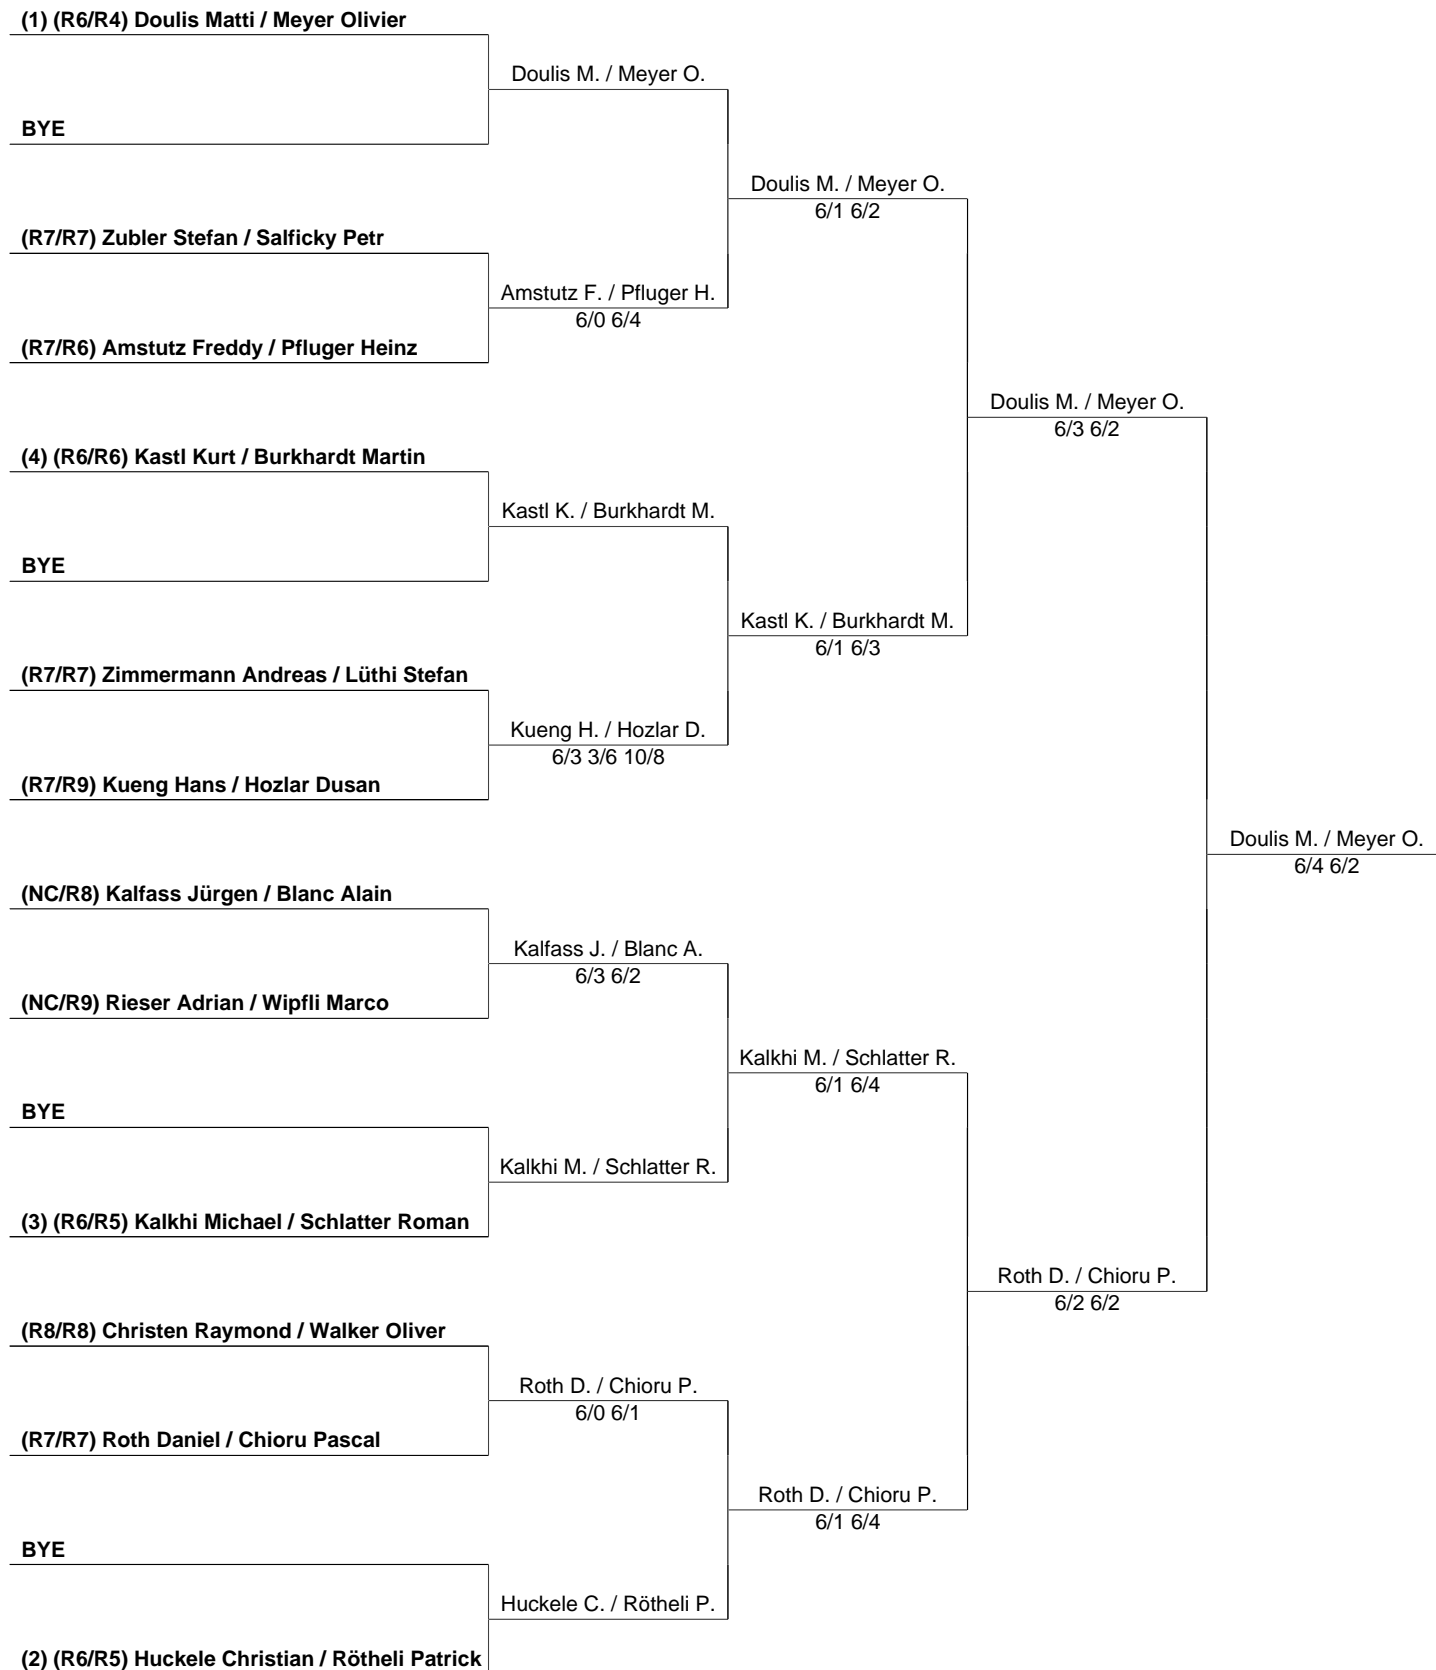 (1) (R6/R4) Doulis Matti / Meyer Olivier
Doulis M. / Meyer O.
BYE
Doulis M. / Meyer O.
6/1 6/2
(R7/R7) Zubler Stefan / Salficky Petr
Amstutz F. / Pfluger H.
6/0 6/4
(R7/R6) Amstutz Freddy / Pfluger Heinz
Doulis M. / Meyer O.
6/3 6/2
(4) (R6/R6) Kastl Kurt / Burkhardt Martin
Kastl K. / Burkhardt M.
BYE
Kastl K. / Burkhardt M.
6/1 6/3
(R7/R7) Zimmermann Andreas / Lüthi Stefan
Kueng H. / Hozlar D.
6/3 3/6 10/8
(R7/R9) Kueng Hans / Hozlar Dusan
Doulis M. / Meyer O.
6/4 6/2
(NC/R8) Kalfass Jürgen / Blanc Alain
Kalfass J. / Blanc A.
6/3 6/2
(NC/R9) Rieser Adrian / Wipfli Marco
Kalkhi M. / Schlatter R.
6/1 6/4
BYE
Kalkhi M. / Schlatter R.
(3) (R6/R5) Kalkhi Michael / Schlatter Roman
Roth D. / Chioru P.
6/2 6/2
(R8/R8) Christen Raymond / Walker Oliver
Roth D. / Chioru P.
6/0 6/1
(R7/R7) Roth Daniel / Chioru Pascal
Roth D. / Chioru P.
6/1 6/4
BYE
Huckele C. / Rötheli P.
(2) (R6/R5) Huckele Christian / Rötheli Patrick